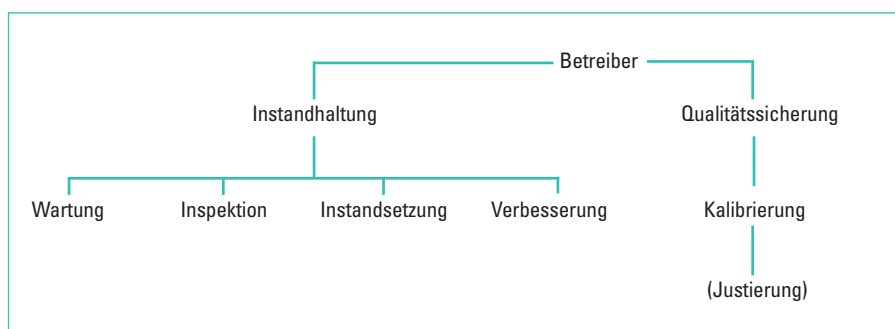 Betreiber
Instandhaltung Qualitätssicherung
Wartung Inspektion Instandsetzung Verbesserung Kalibrierung
(Justierung)